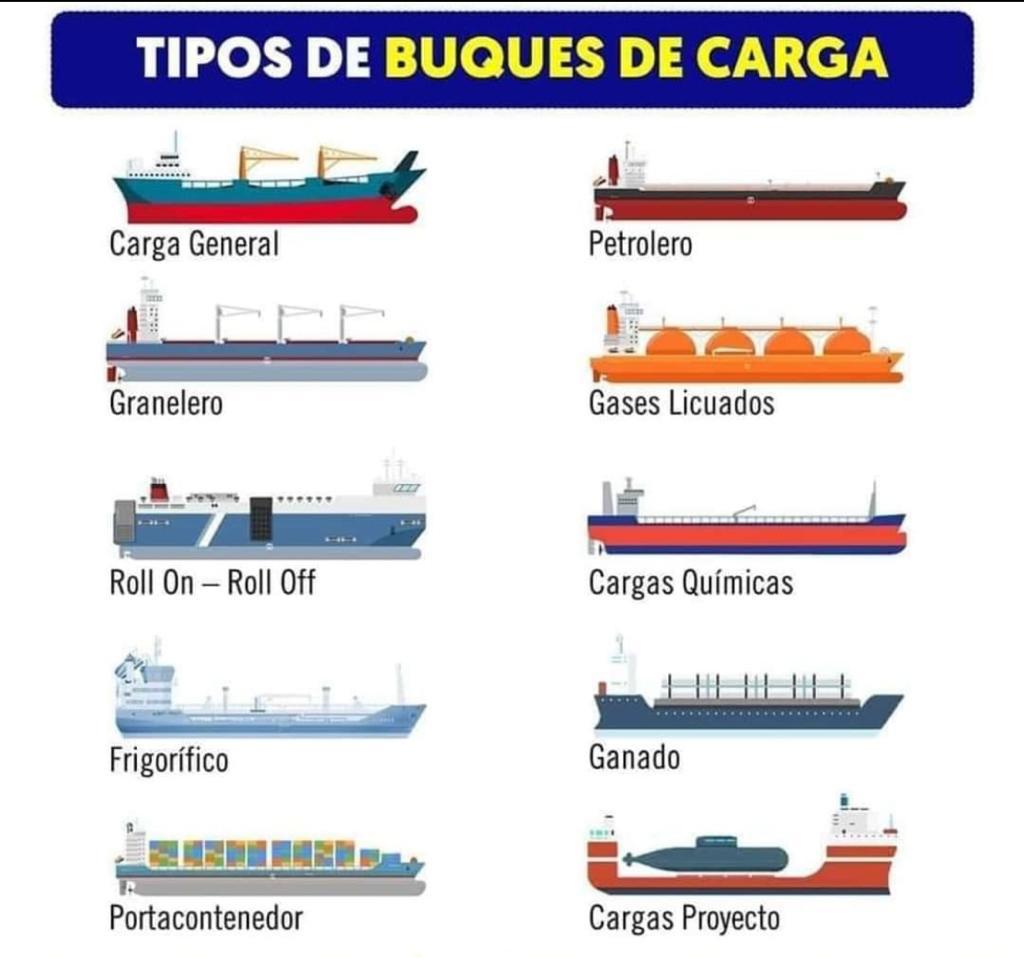 TIPOS DE BUQUES DE CARGA
Carga General
Petrolero
Granelero
Gases Licuados
Roll On – Roll Off
Cargas Químicas
Frigorífico
Ganado
Portacontenedor
Cargas Proyecto